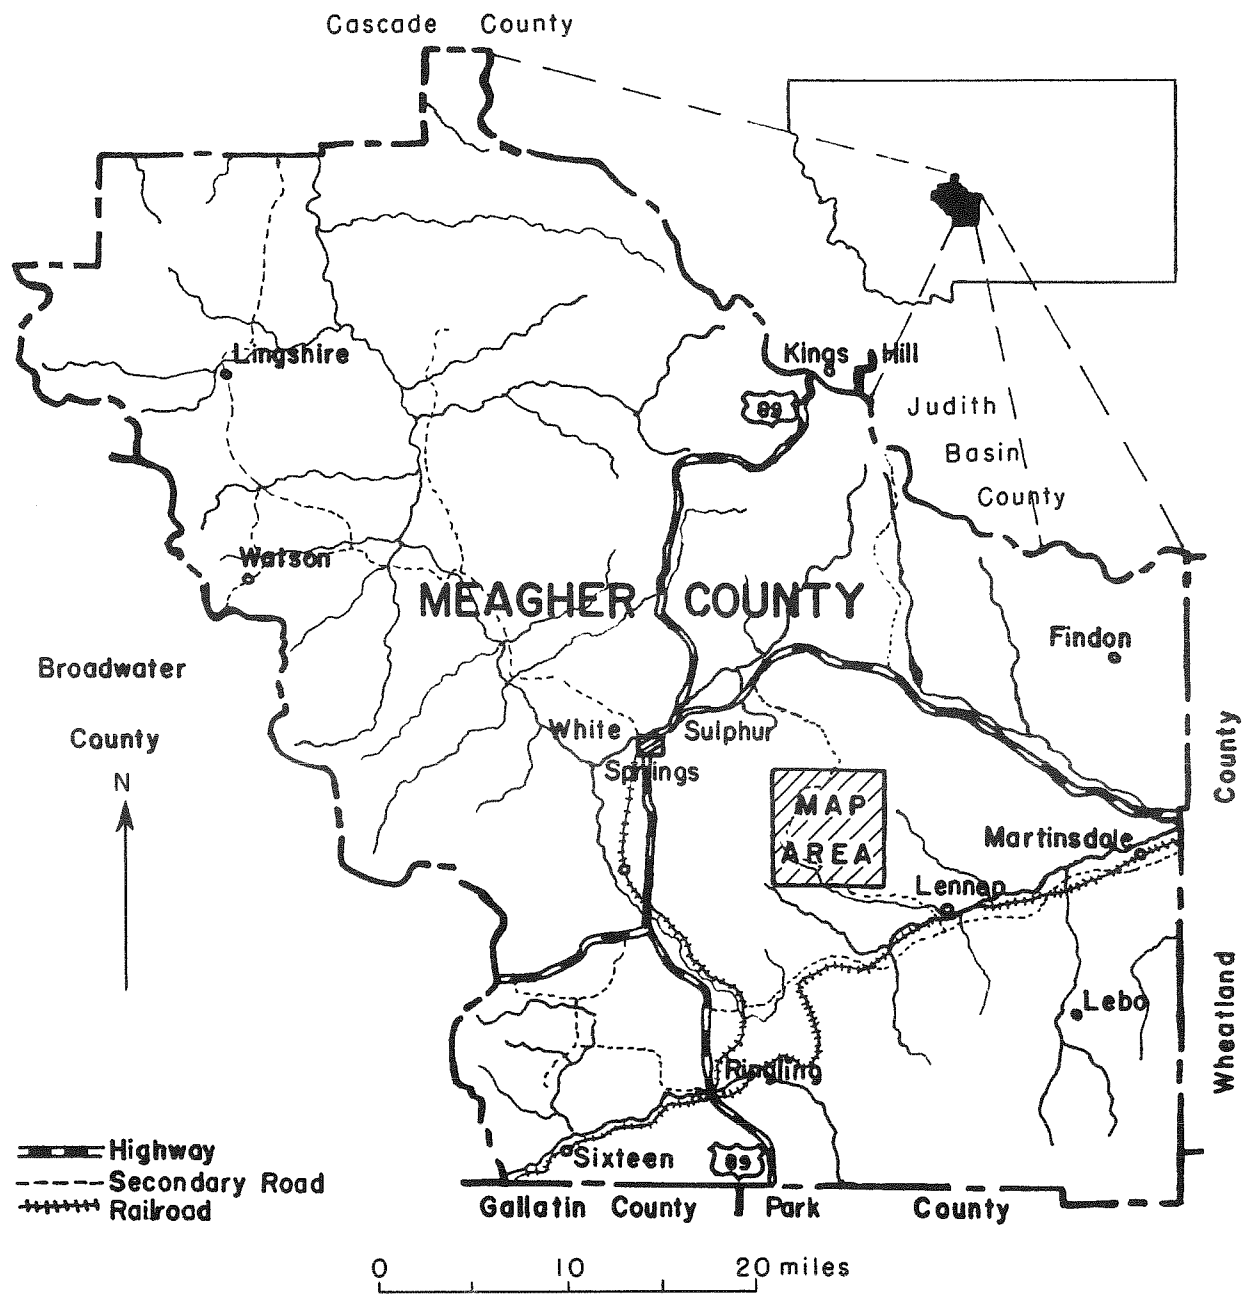 Cascade County
Kings Hill
89
Lingshire
Judith
Basin
County
Watson
MEAGHER COUNTY
Findon
Broadwater
County
White Sulphur
Springs
N
County
Wheatland
MAP
AREA
Martinsdale
Lennep
Lebo
Ringling
Highway
Secondary Road
Railroad
Sixteen
89
Gallatin County Park County
0 10 20 miles